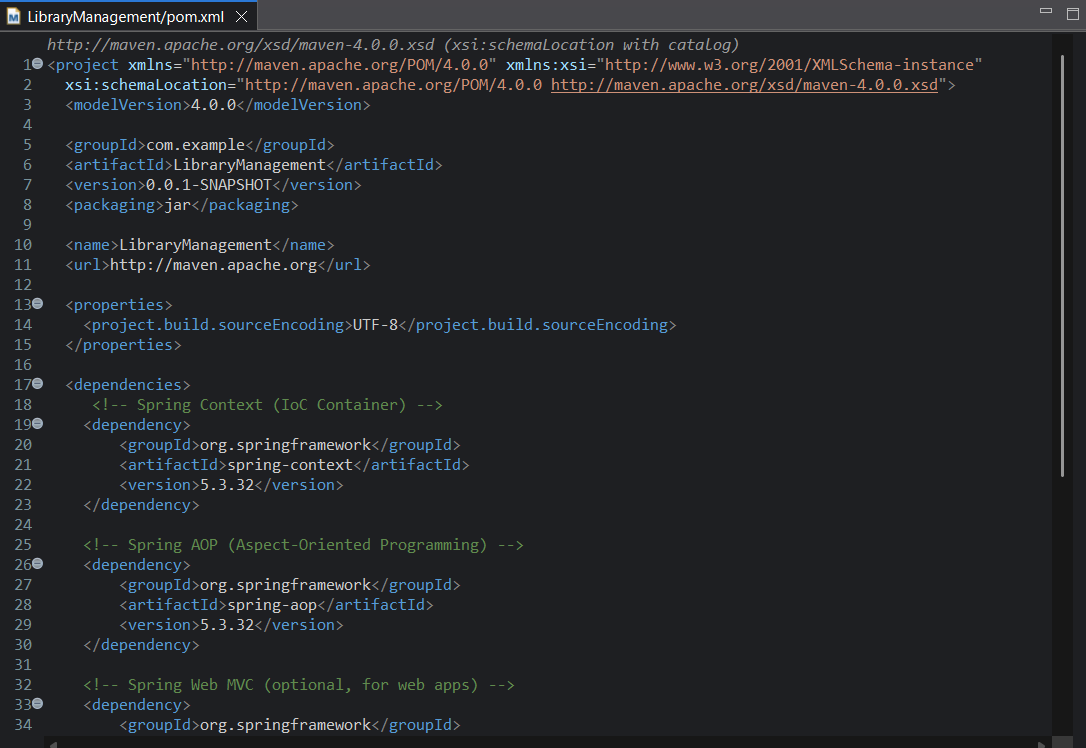 LibraryManagement/pom.xml
http://maven.apache.org/xsd/maven-4.0.0.xsd (xsi:schemaLocation with catalog)
1 <project xmlns="http://maven.apache.org/POM/4.0.0" xmlns:xsi="http://www.w3.org/2001/XMLSchema-instance"
2   xsi:schemaLocation="http://maven.apache.org/POM/4.0.0 http://maven.apache.org/xsd/maven-4.0.0.xsd">
3   <modelVersion>4.0.0</modelVersion>
4
5   <groupId>com.example</groupId>
6   <artifactId>LibraryManagement</artifactId>
7   <version>0.0.1-SNAPSHOT</version>
8   <packaging>jar</packaging>
9
10   <name>LibraryManagement</name>
11   <url>http://maven.apache.org</url>
12
13   <properties>
14     <project.build.sourceEncoding>UTF-8</project.build.sourceEncoding>
15   </properties>
16
17   <dependencies>
18      <!-- Spring Context (IoC Container) -->
19     <dependency>
20         <groupId>org.springframework</groupId>
21         <artifactId>spring-context</artifactId>
22         <version>5.3.32</version>
23     </dependency>
24
25     <!-- Spring AOP (Aspect-Oriented Programming) -->
26     <dependency>
27         <groupId>org.springframework</groupId>
28         <artifactId>spring-aop</artifactId>
29         <version>5.3.32</version>
30     </dependency>
31
32     <!-- Spring Web MVC (optional, for web apps) -->
33     <dependency>
34         <groupId>org.springframework</groupId>